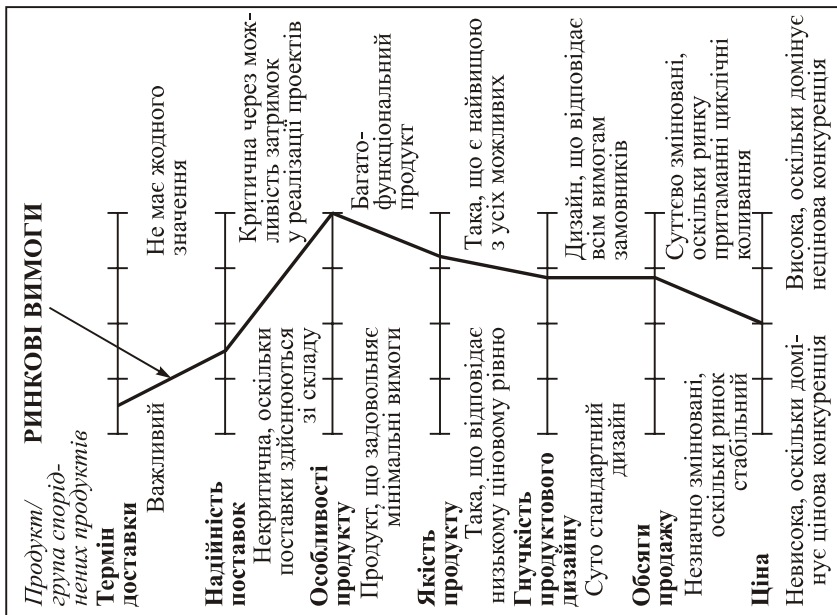 Продукт/
група спорід-
нених продуктів
РИНКОВІ ВИМОГИ
Термін
доставки
Важливий
Не має жодного
значення
Надійність
поставок
Некритична, оскільки
поставки здйснюються
зі складу
Критична через мож-
ливість затримок
у реалізації проектів
Особливості
продукту
Продукт, що задовольняє
мінімальні вимоги
Багато-
функціональний
продукт
Якість
продукту
Така, що відповідає
низькому ціновому рівню
Така, що є найвищою
з усіх можливих
Гнучкість
продуктового
дизайну
Суто стандартний
дизайн
Дизайн, що відповідає
всім вимогам
замовників
Обсяги
продажу
Незначно змінювані,
оскільки ринок
стабільний
Суттєво змінювані,
оскільки ринку
притаманні циклічні
коливання
Ціна
Невисока, оскільки домі-
нує цінова конкуренція
Висока, оскільки домінує
нецінова конкуренція